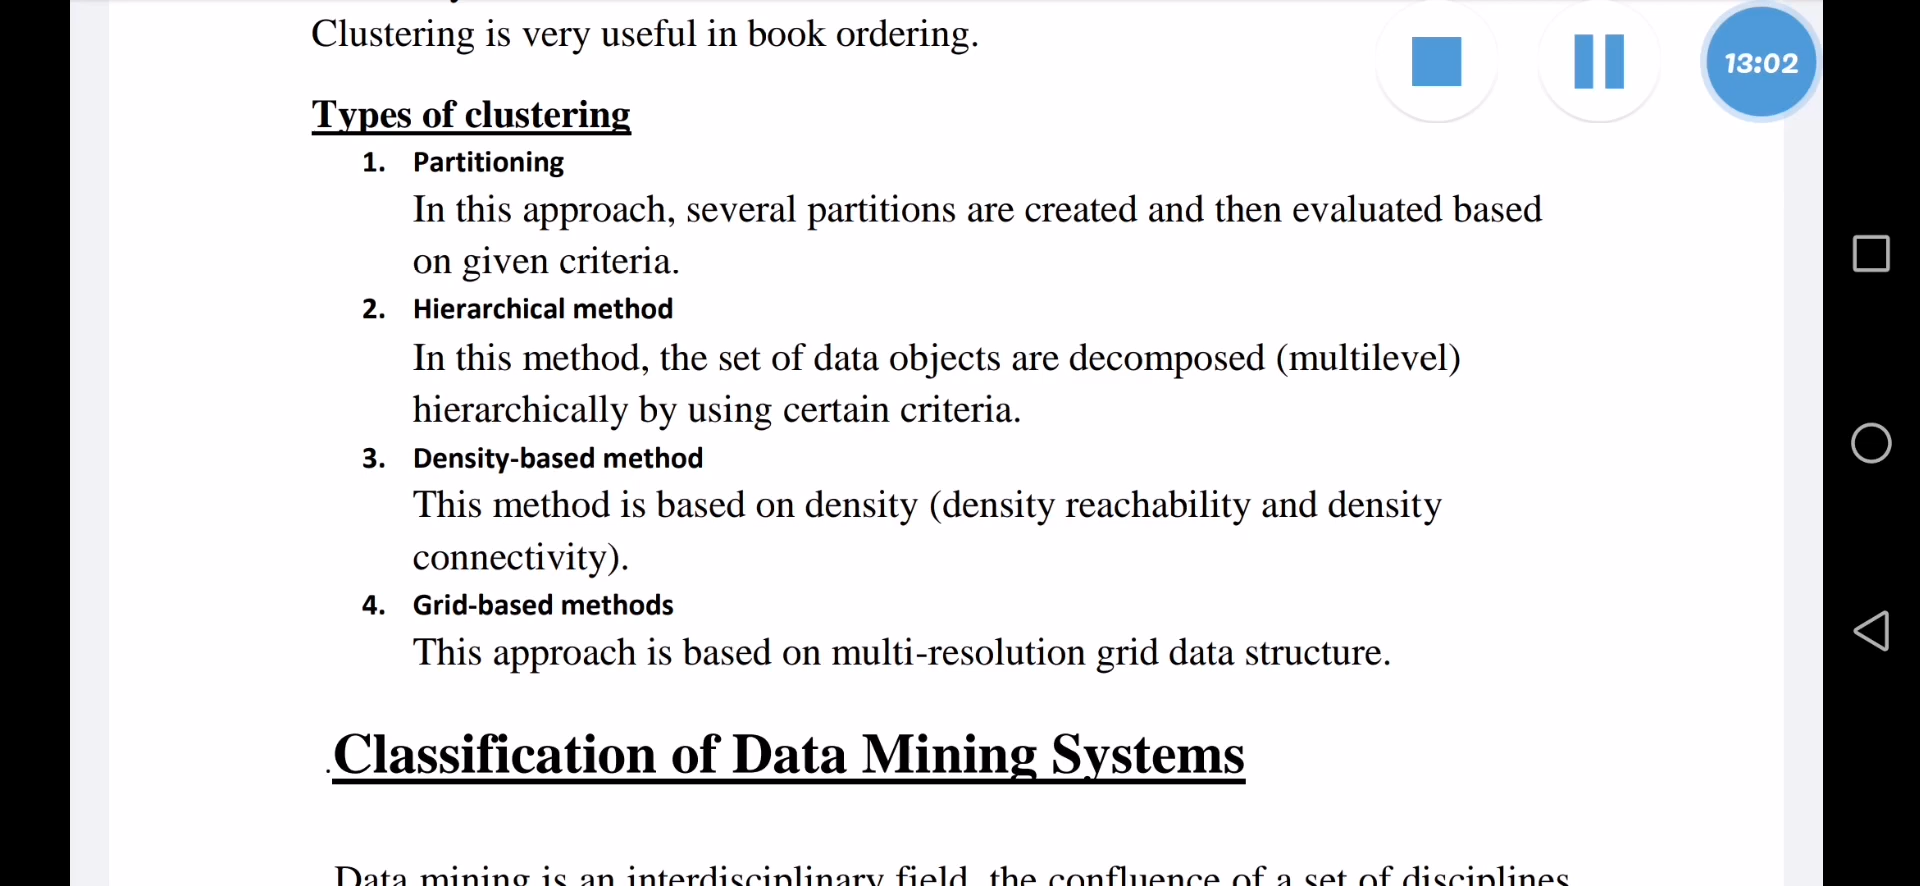 Clustering is very useful in book ordering.
13:02
Types of clustering
1. Partitioning
In this approach, several partitions are created and then evaluated based
on given criteria.
2. Hierarchical method
In this method, the set of data objects are decomposed (multilevel)
hierarchically by using certain criteria.
3. Density-based method
This method is based on density (density reachability and density
connectivity).
4. Grid-based methods
This approach is based on multi-resolution grid data structure.
.Classification of Data Mining Systems
Data mining is an interdisciplinary field, the confluence of a set of disciplines